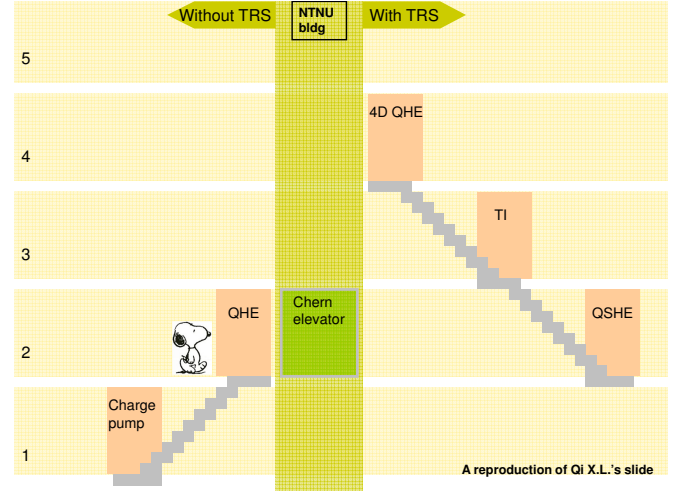 Without TRS
NTNU
bldg
With TRS
5
4D QHE
4
TI
3
QHE
Chern
elevator
QSHE
2
Charge
pump
1
A reproduction of Qi X.L.'s slide